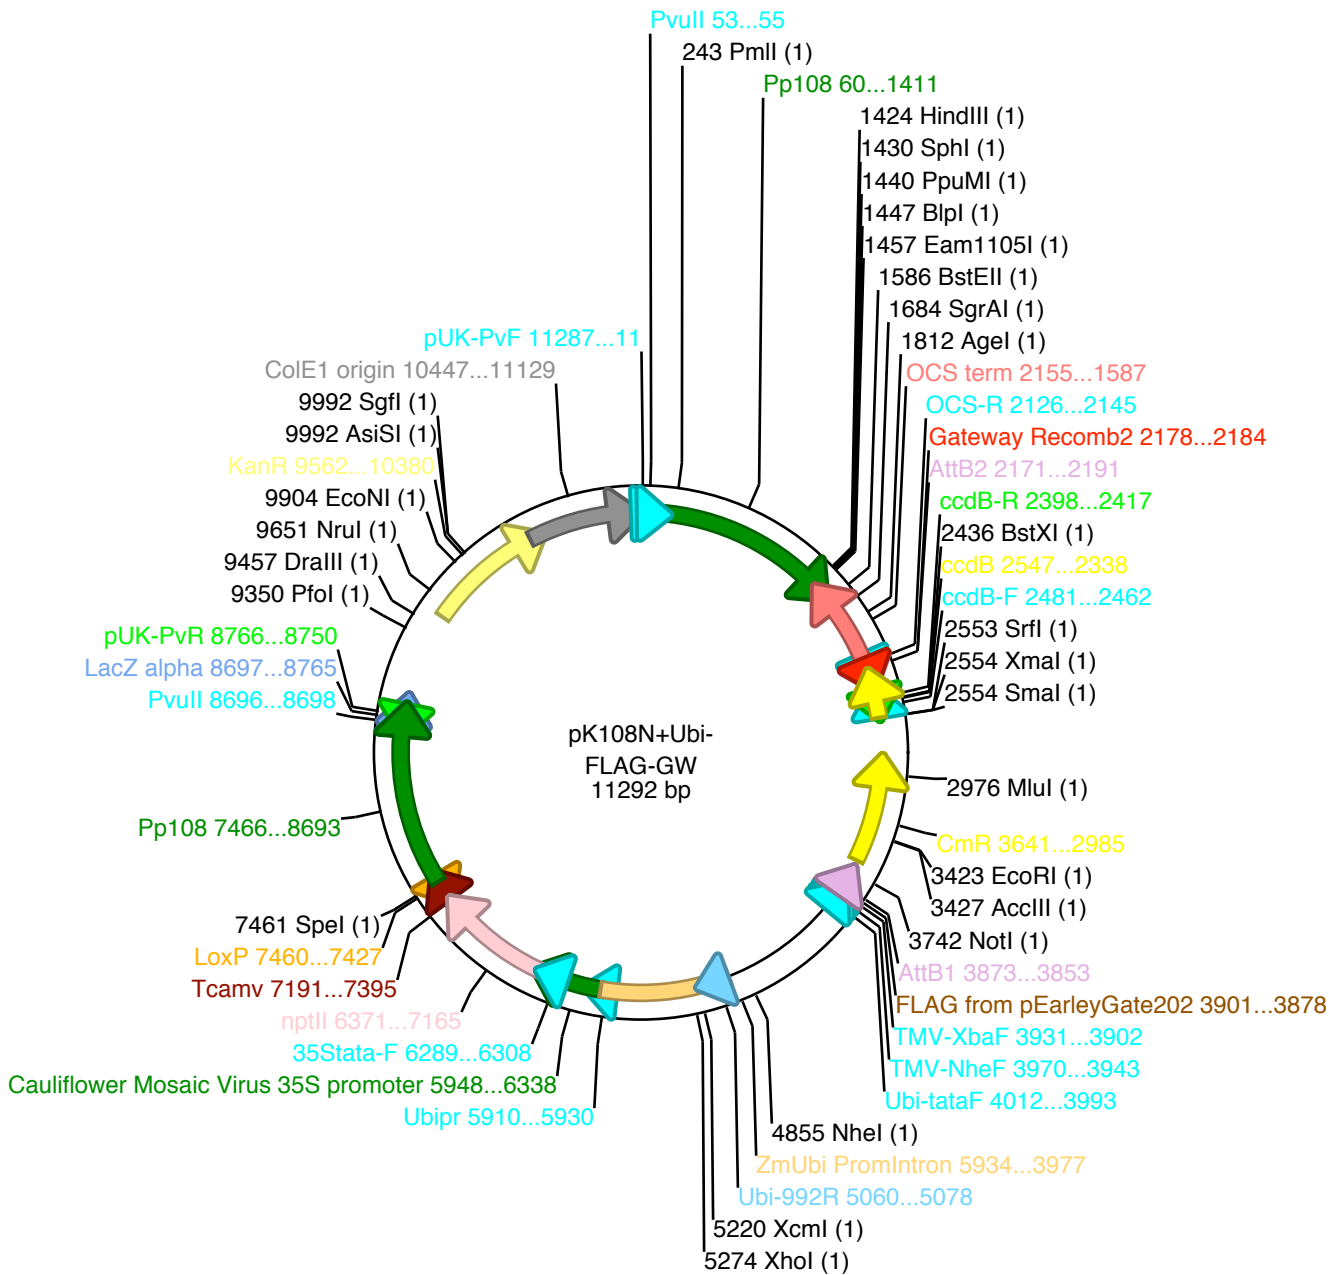 PvuII 53...55
243 PmlI (1)
Pp108 60...1411
1424 HindIII (1)
1430 SphI (1)
1440 PpuMI (1)
1447 BlpI (1)
1457 Eam1105I (1)
1586 BstEII (1)
1684 SgrAI (1)
1812 AgeI (1)
OCS term 2155...1587
OCS-R 2126...2145
Gateway Recomb2 2178...2184
AttB2 2171...2191
ccdB-R 2398...2417
2436 BstXI (1)
ccdB 2547...2338
ccdB-F 2481...2462
2553 SrfI (1)
2554 XmaI (1)
2554 SmaI (1)
2976 MluI (1)
CmR 3641...2985
3423 EcoRI (1)
3427 AccIII (1)
3742 NotI (1)
AttB1 3873...3853
FLAG from pEarleyGate202 3901...3878
TMV-XbaF 3931...3902
TMV-NheF 3970...3943
Ubi-tataF 4012...3993
4855 NheI (1)
ZmUbi PromIntron 5934...3977
Ubi-992R 5060...5078
5220 XcmI (1)
5274 XhoI (1)
Ubipr 5910...5930
Cauliflower Mosaic Virus 35S promoter 5948...6338
35Stata-F 6289...6308
nptII 6371...7165
Tcamv 7191...7395
LoxP 7460...7427
7461 SpeI (1)
Pp108 7466...8693
PvuII 8696...8698
LacZ alpha 8697...8765
pUK-PvR 8766...8750
9350 PfoI (1)
9457 DraIII (1)
9651 NruI (1)
9904 EcoNI (1)
KanR 9562...10380
9992 AsiSI (1)
9992 SgfI (1)
ColE1 origin 10447...11129
pUK-PvF 11287...11
pK108N+Ubi-
FLAG-GW
11292 bp